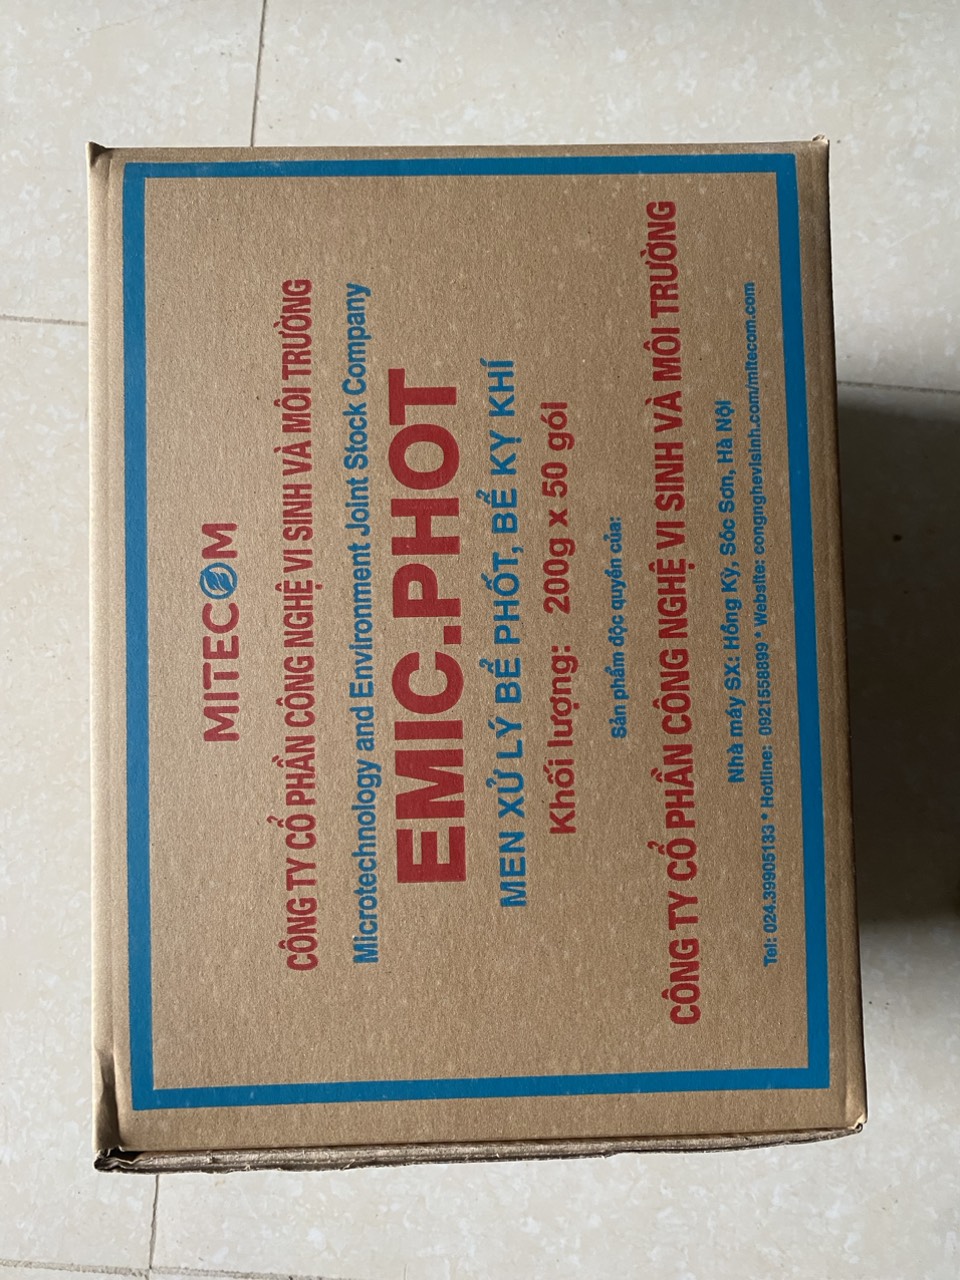 MITECOM
CÔNG TY CỔ PHẦN CÔNG NGHỆ VI SINH VÀ MÔI TRƯỜNG
Microtechnology and Environment Joint Stock Company
EMIC.PHOT
MEN XỬ LÝ BỂ PHỐT, BỂ KỴ KHÍ
Khối lượng: 200g x 50 gói
Sản phẩm độc quyền của:
CÔNG TY CỔ PHẦN CÔNG NGHỆ VI SINH VÀ MÔI TRƯỜNG
Nhà máy SX: Hồng Kỳ, Sóc Sơn, Hà Nội
Tel: 024.39905133 * Hotline: 0921558899 * Website: congnghevisinh.com/mitecom.com